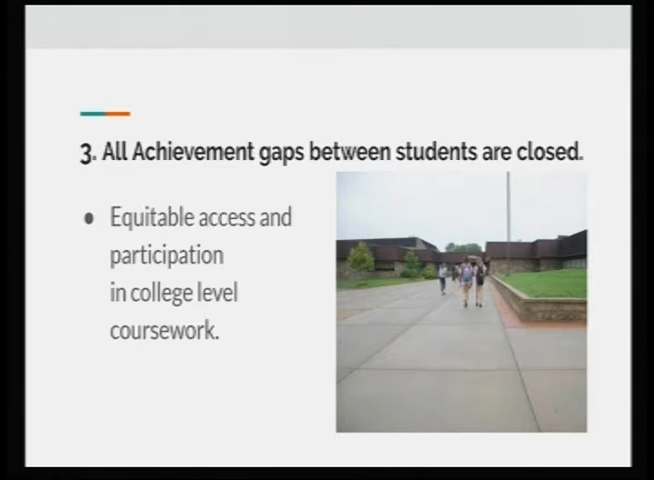 3. All Achievement gaps between students are closed.
● Equitable access and
participation
in college level
coursework.